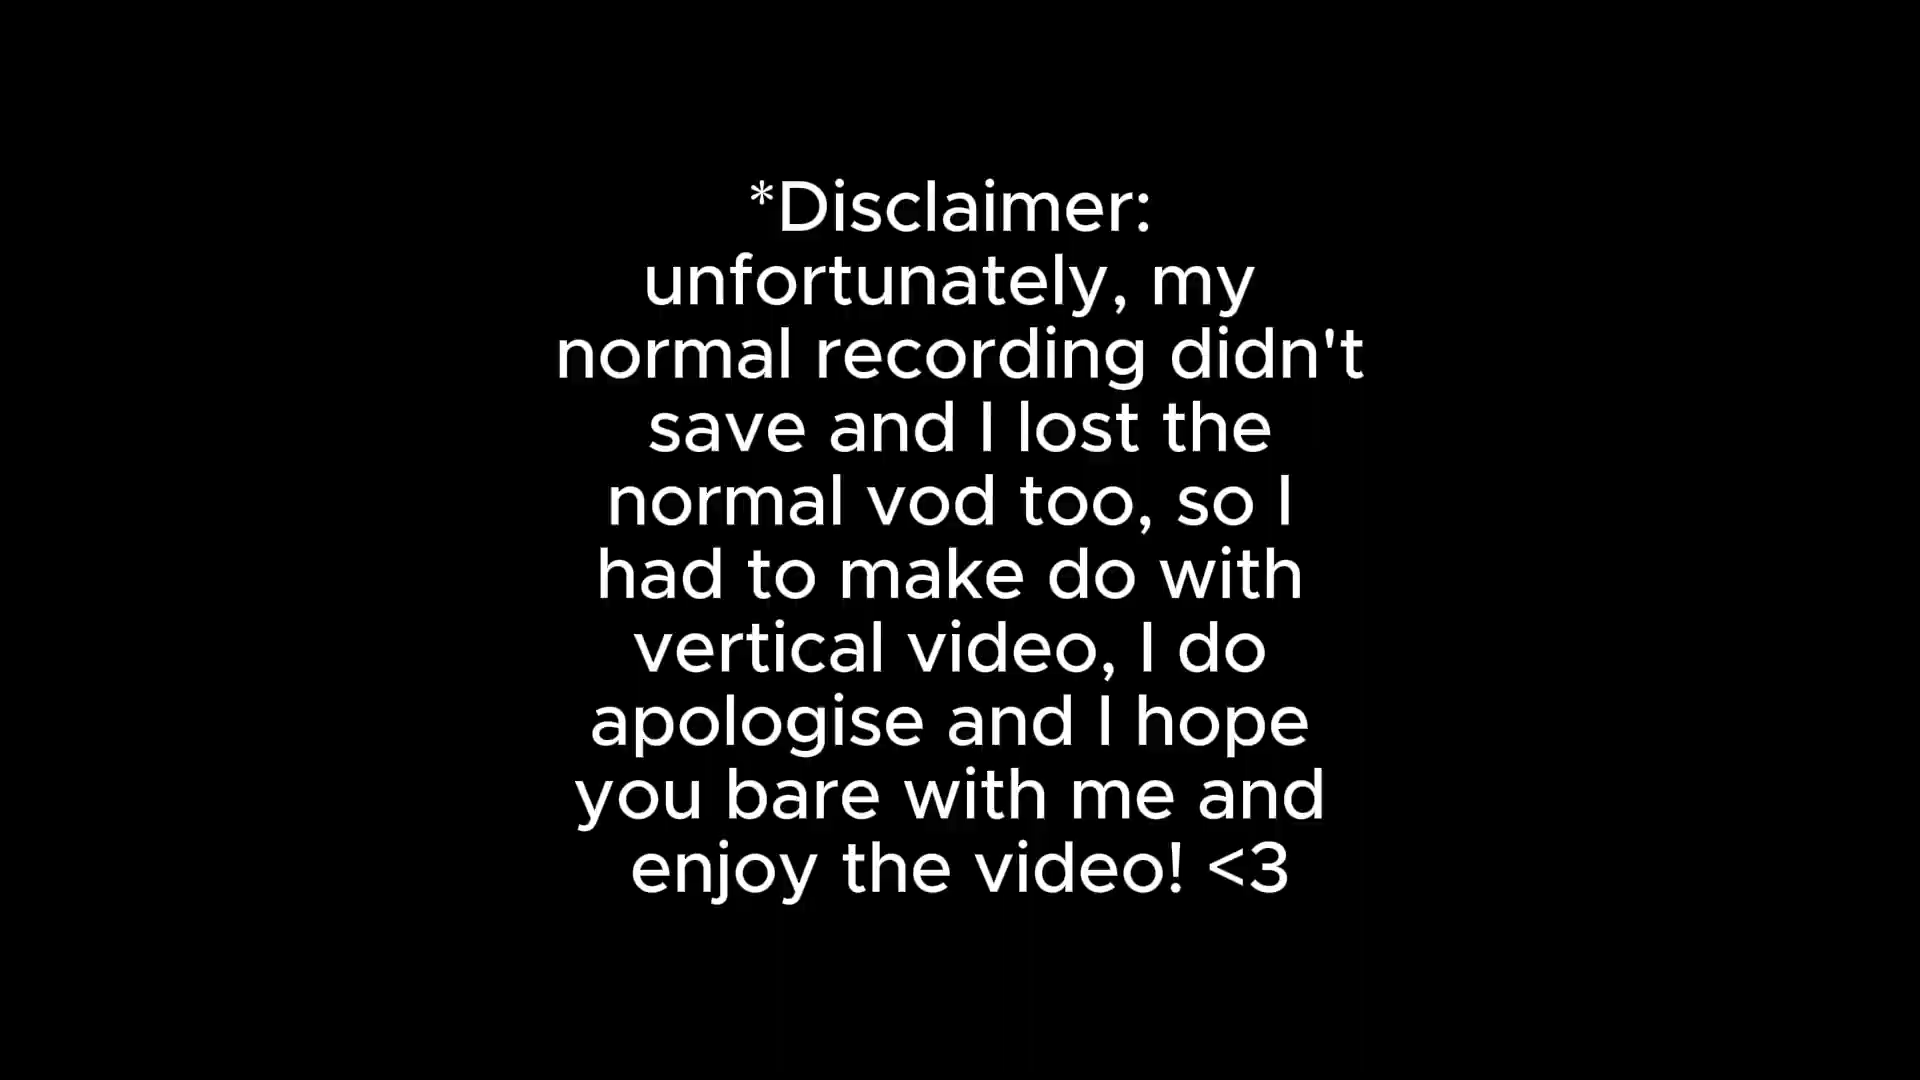 *Disclaimer:
unfortunately, my
normal recording didn't
save and I lost the
normal vod too, so I
had to make do with
vertical video, I do
apologise and I hope
you bare with me and
enjoy the video! <3